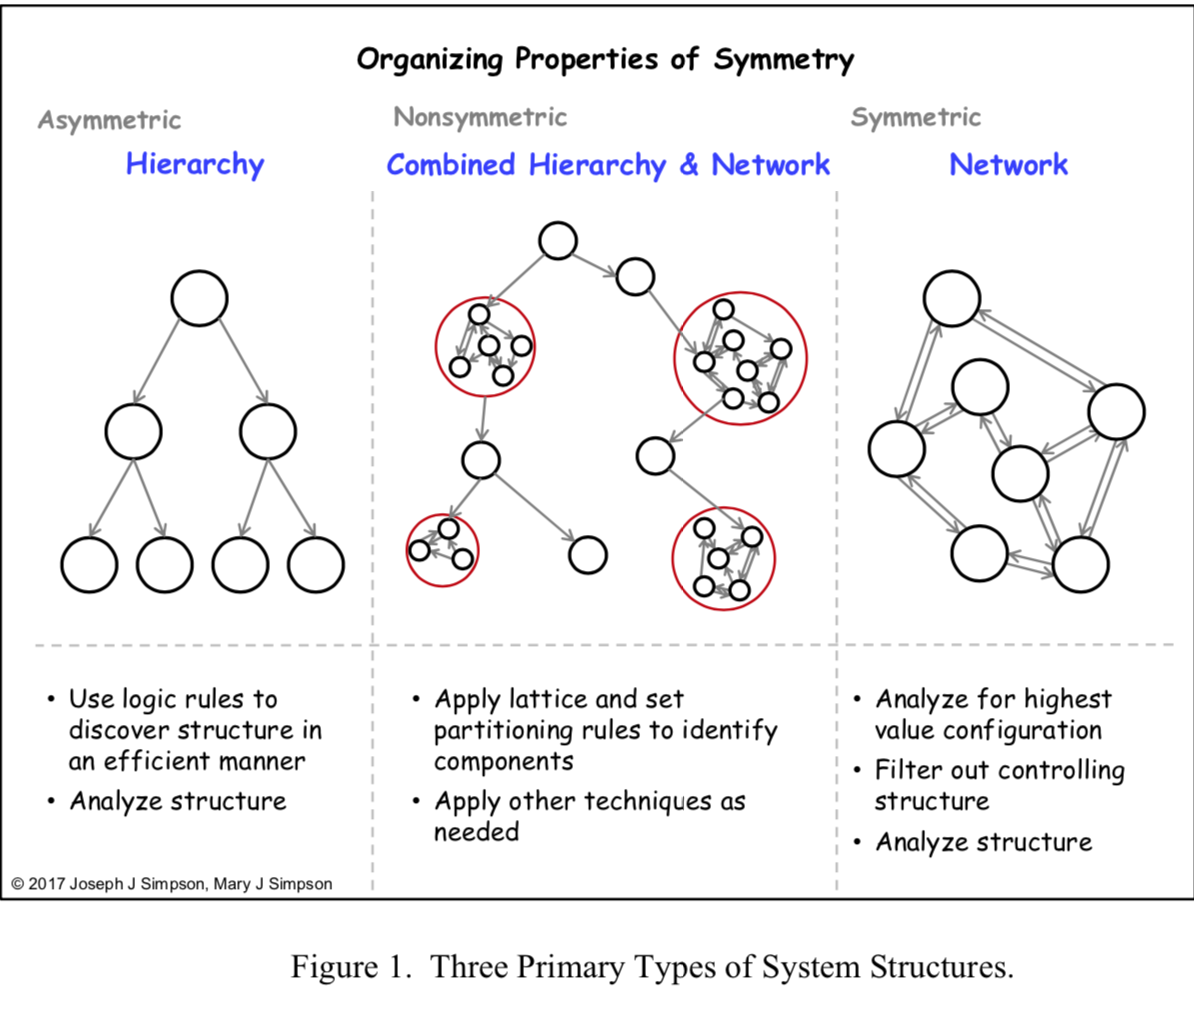 Organizing Properties of Symmetry
Asymmetric
Hierarchy
Nonsymmetric
Combined Hierarchy & Network
Symmetric
Network
• Use logic rules to
discover structure in
an efficient manner
• Analyze structure
• Apply lattice and set
partitioning rules to identify
components
• Apply other techniques as
needed
• Analyze for highest
value configuration
• Filter out controlling
structure
• Analyze structure
© 2017 Joseph J Simpson, Mary J Simpson
Figure 1. Three Primary Types of System Structures.